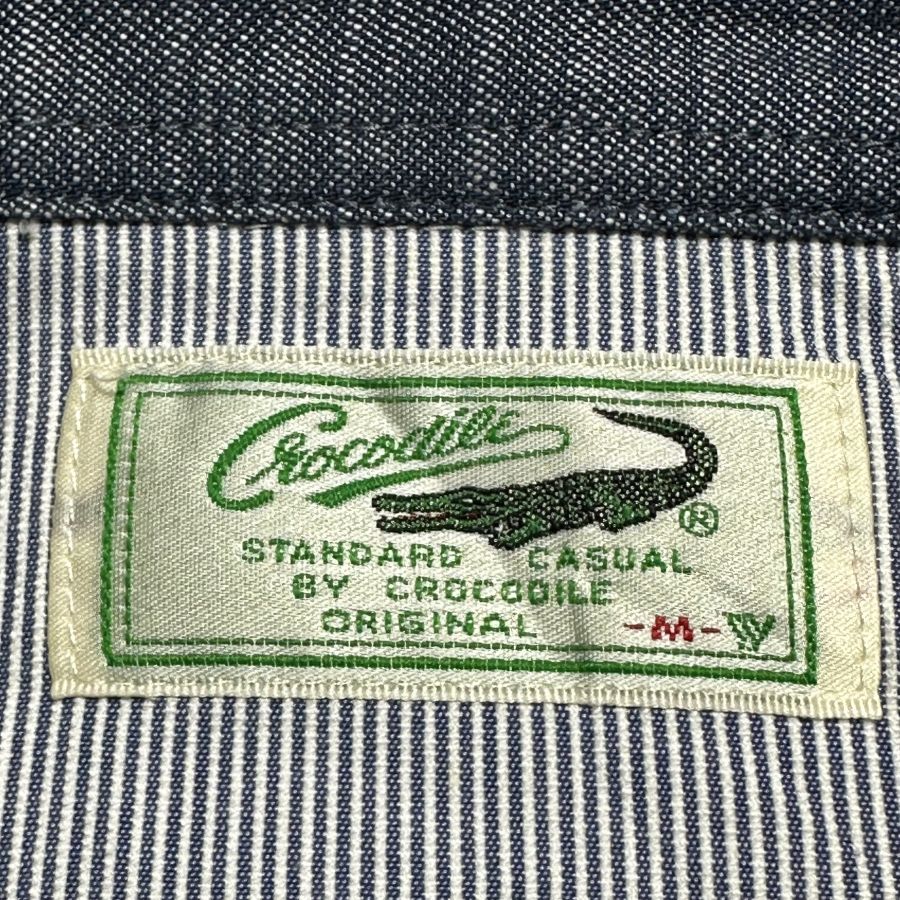 Crocodile
®
STANDARD CASUAL
BY CROCODILE
ORIGINAL -M-W